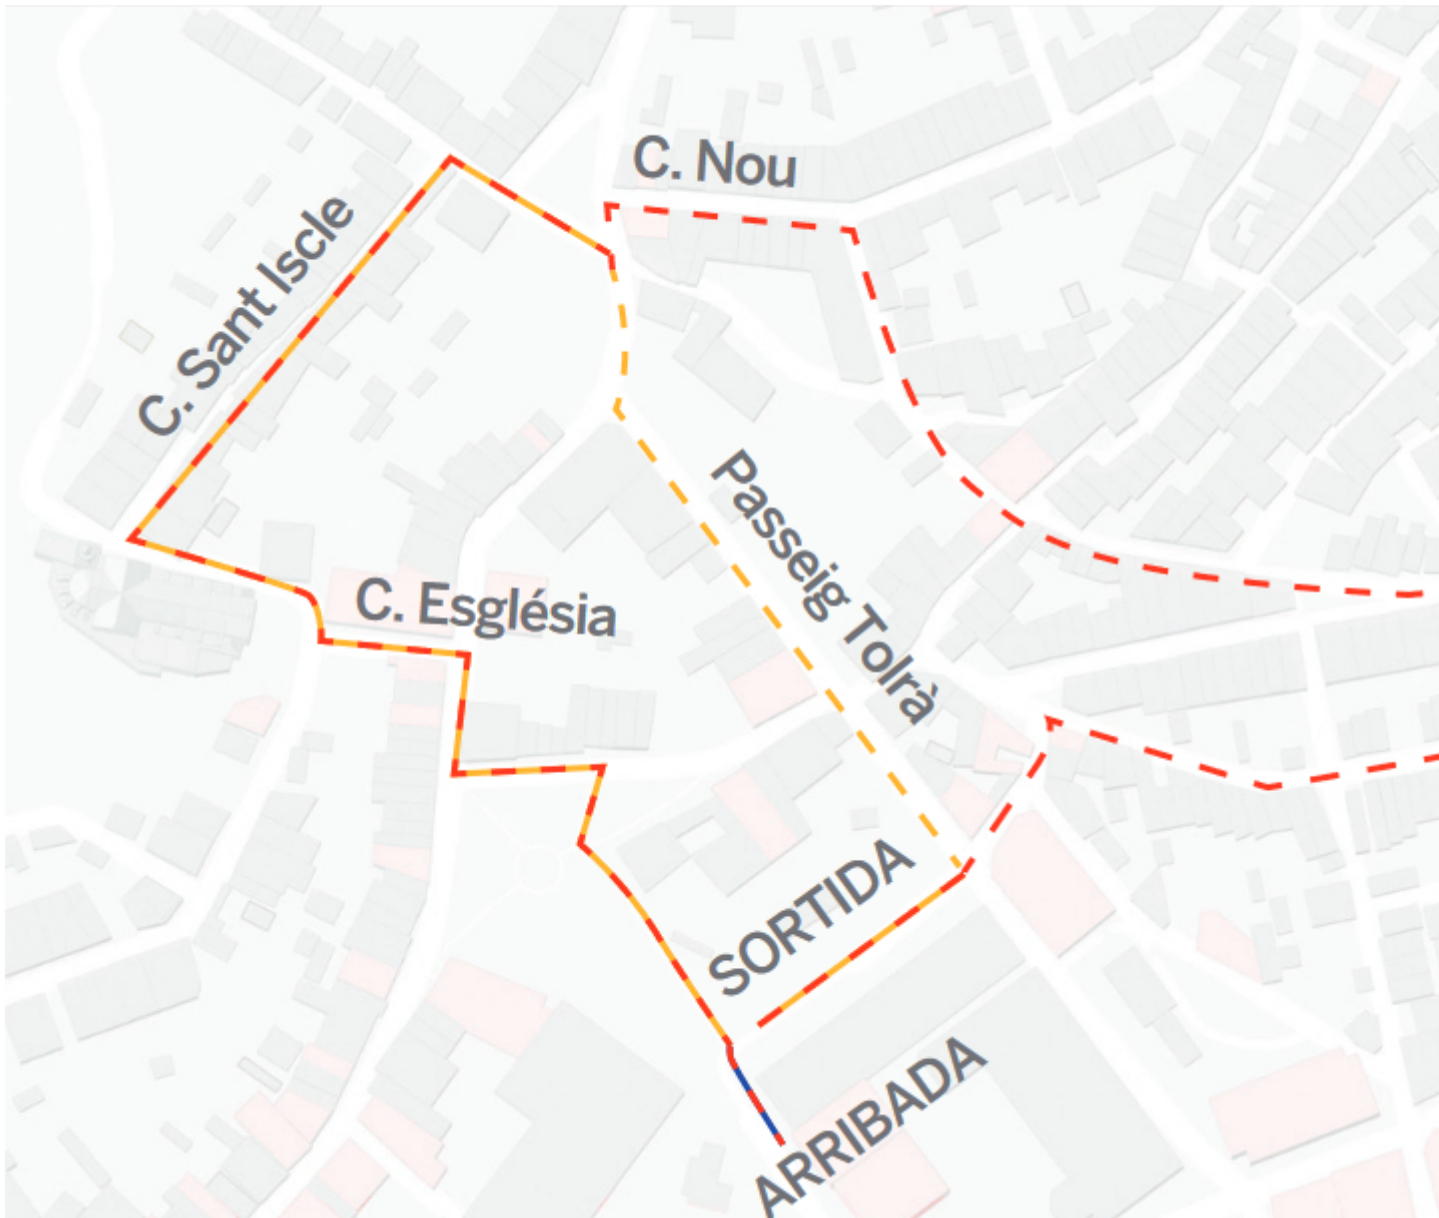 C. Nou
C. Sant Iscle
Passeig Tolrà
C. Església
SORTIDA
ARRIBADA